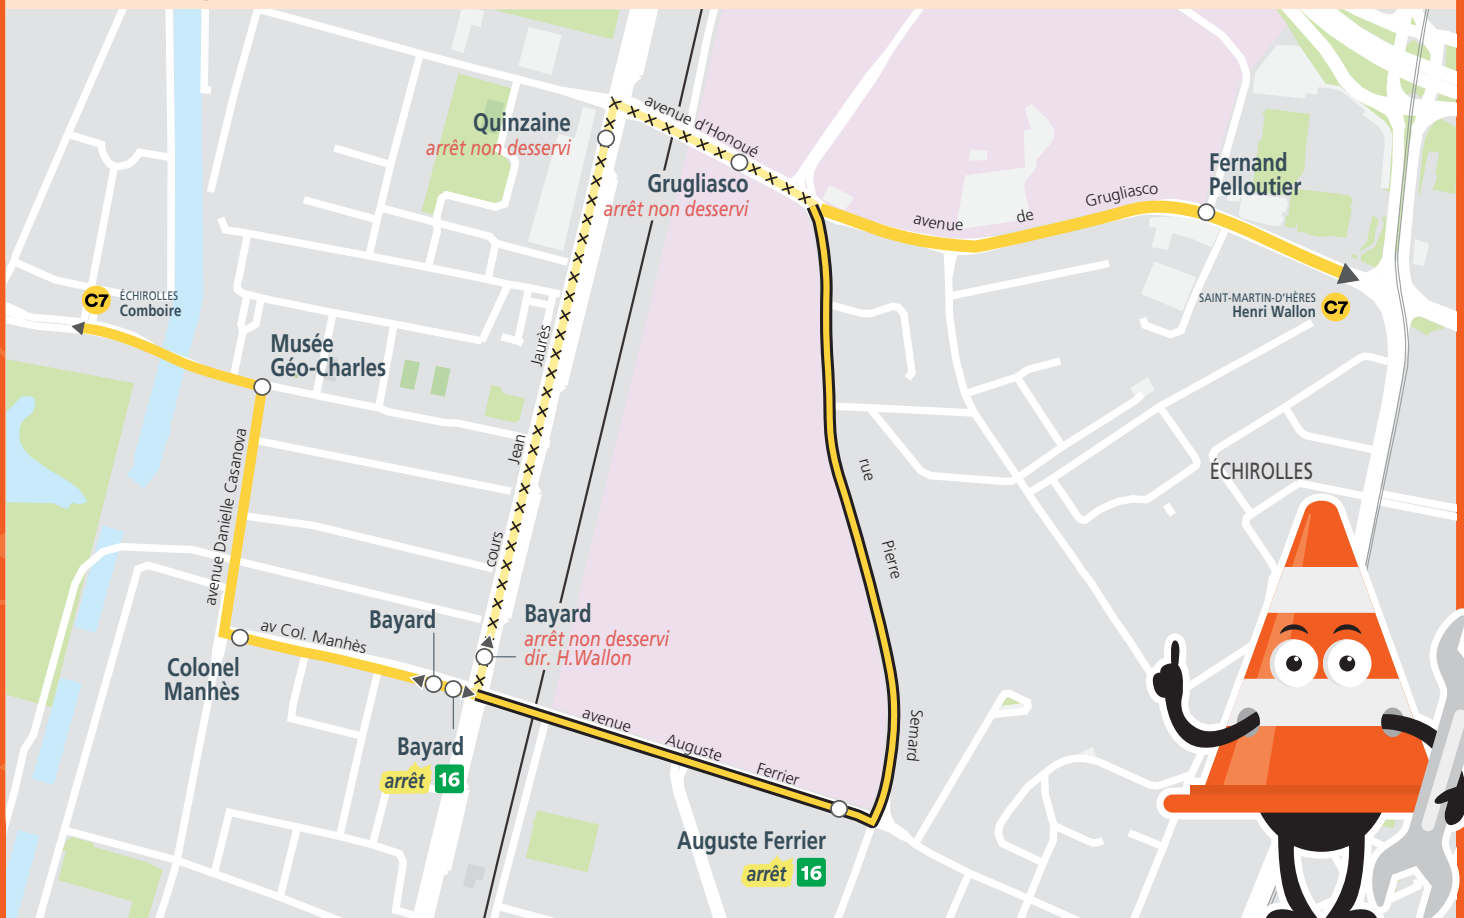 Quinzaine
arrêt non desservi
avenue d'Honoué
Grugliasco
arrêt non desservi
Fernand
Pelloutier
avenue de Grugliasco
C7
ÉCHIROLLES
Comboire
SAINT-MARTIN-D'HÈRES
Henri Wallon
C7
Musée
Géo-Charles
cours Jean Jaurès
avenue Danielle Casanova
rue Pierre Semard
ÉCHIROLLES
Bayard
Bayard
arrêt non desservi
dir. H.Wallon
av Col. Manhès
Colonel
Manhès
Bayard
arrêt 16
avenue Auguste Ferrier
Auguste Ferrier
arrêt 16